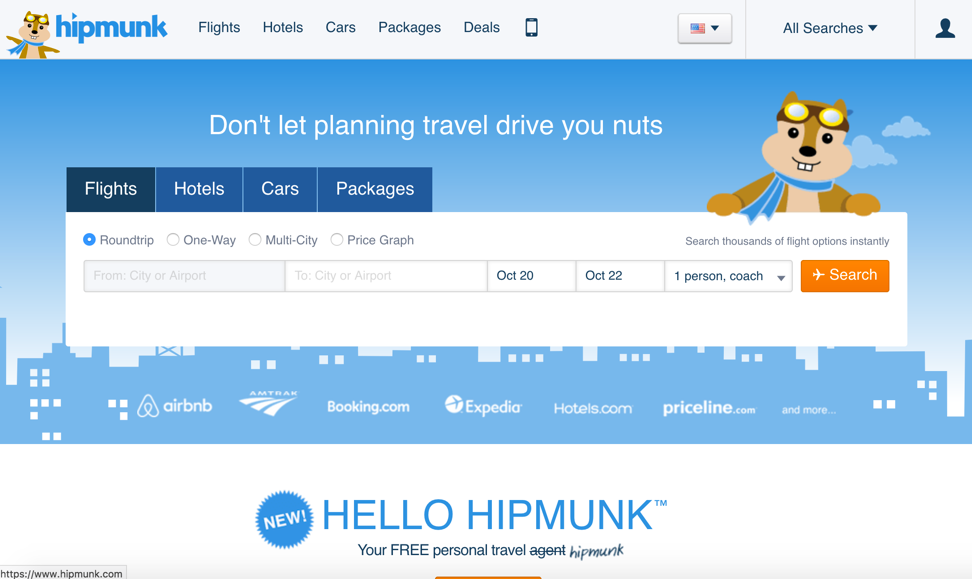 hipmunk
Flights Hotels Cars Packages Deals
All Searches
Don't let planning travel drive you nuts
Flights Hotels Cars Packages
Roundtrip One-Way Multi-City Price Graph
Search thousands of flight options instantly
From: City or Airport To: City or Airport Oct 20 Oct 22 1 person, coach Search
airbnb AMTRAK Booking.com Expedia Hotels.com priceline.com and more...
NEW! HELLO HIPMUNK™
Your FREE personal travel agent hipmunk
https://www.hipmunk.com